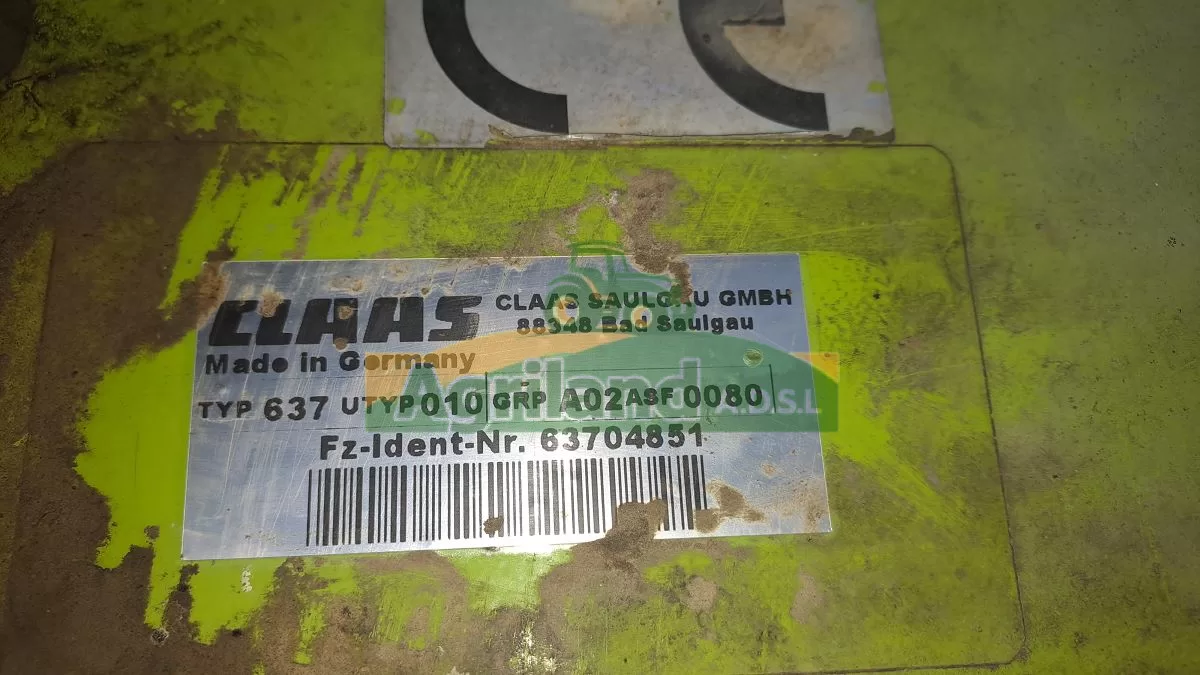 CE
CLAAS
CLAAS SAULGAU GMBH
88348 Bad Saulgau
Made in Germany
Agriland A.D.S.L
TYP 637 UTYP 010 GRP A02 ASF 0080
Fz-Ident-Nr. 63704851